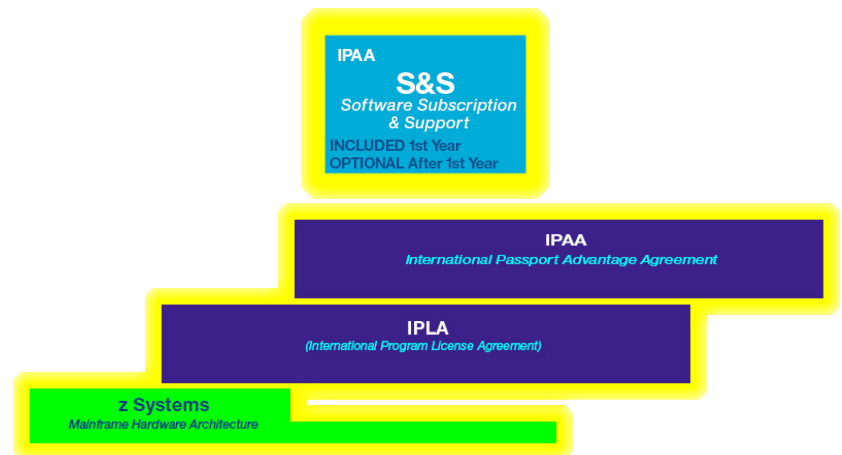 IPAA
S&S
Software Subscription
& Support
INCLUDED 1st Year
OPTIONAL After 1st Year
IPAA
International Passport Advantage Agreement
IPLA
(International Program License Agreement)
z Systems
Mainframe Hardware Architecture